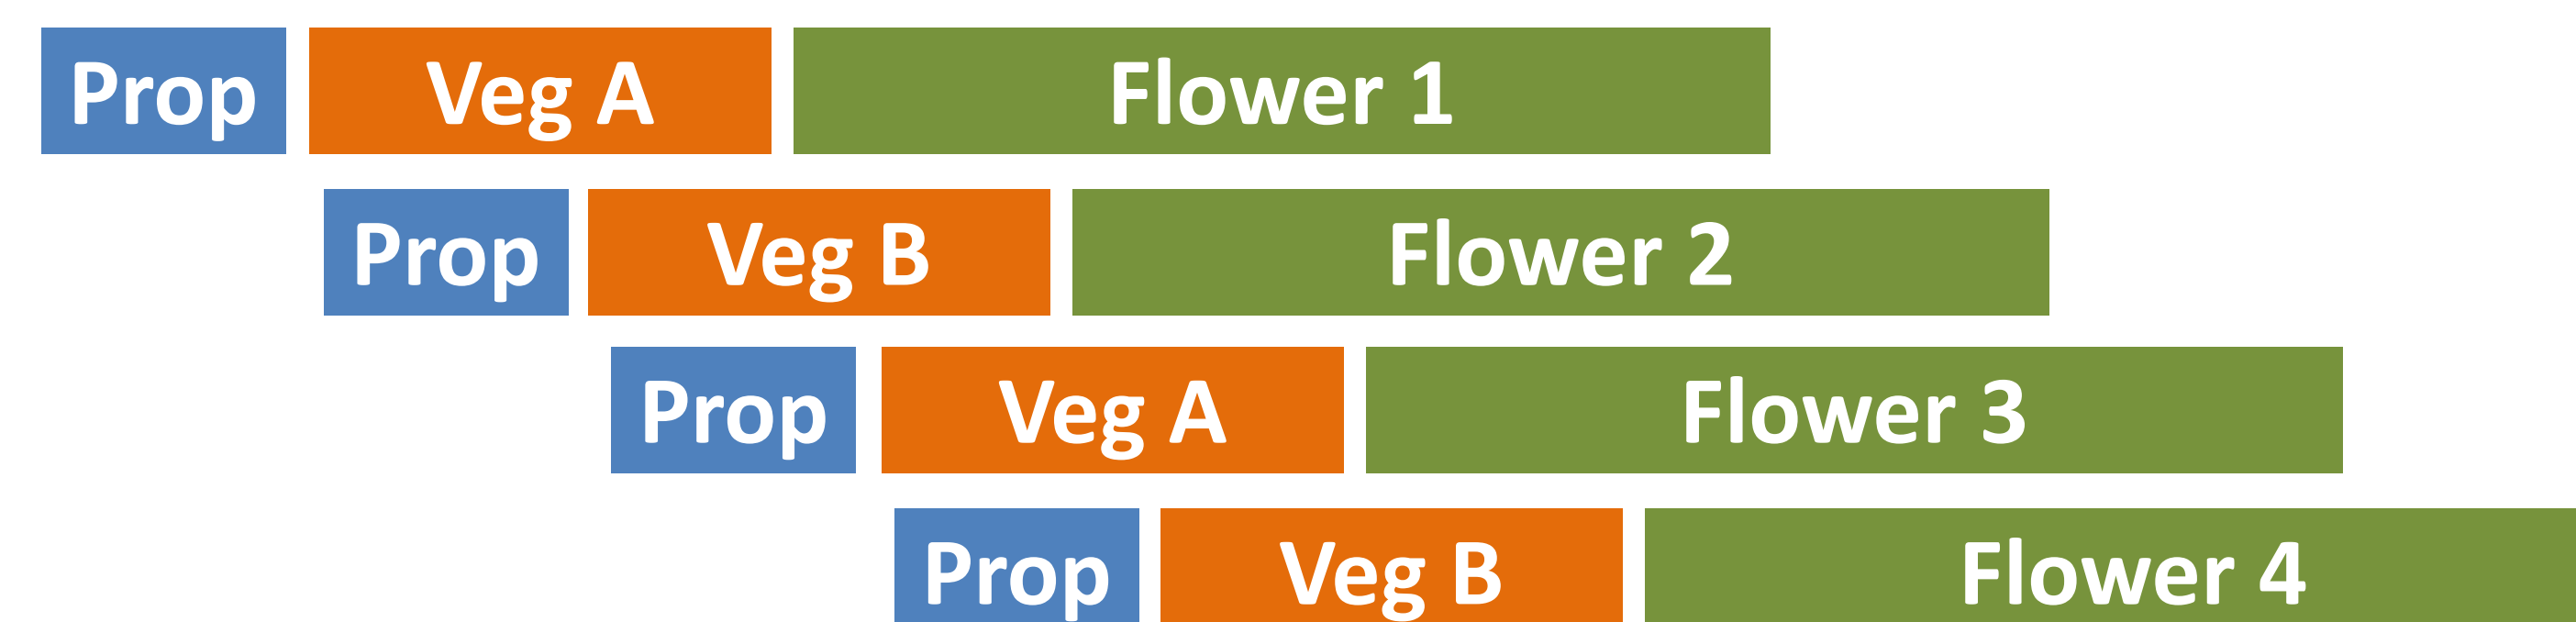 Prop Veg A Flower 1
Prop Veg B Flower 2
Prop Veg A Flower 3
Prop Veg B Flower 4